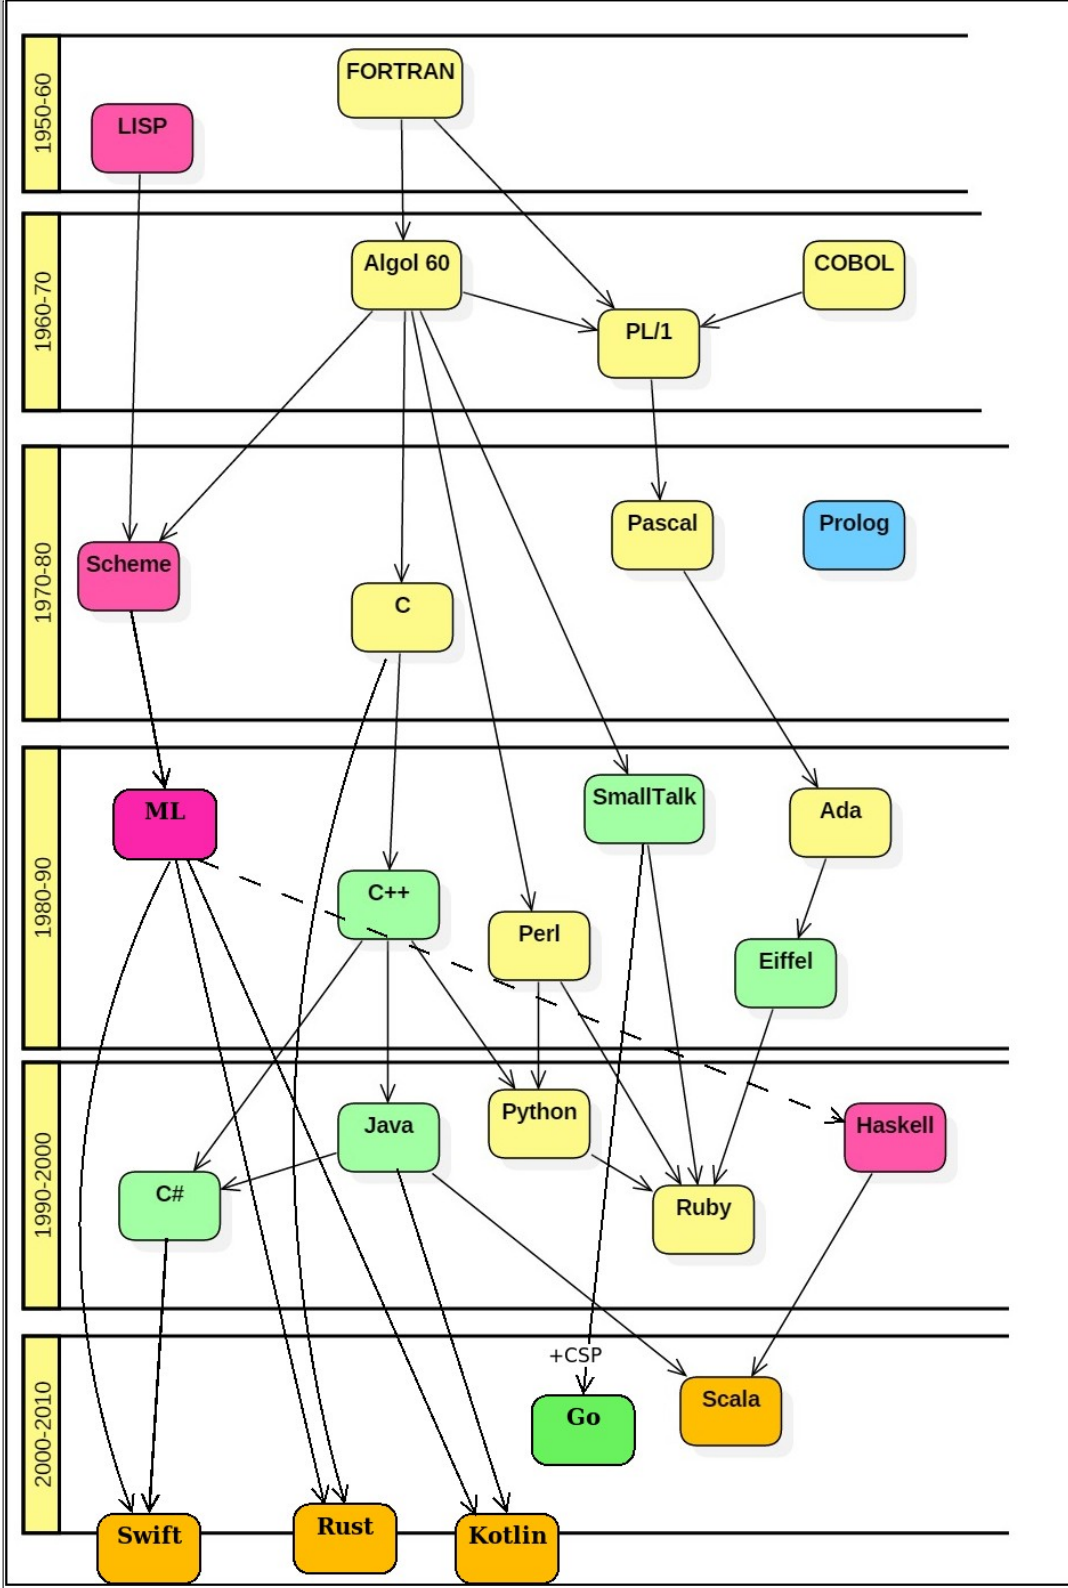 1950-60
FORTRAN
LISP
1960-70
Algol 60
COBOL
PL/1
1970-80
Pascal
Prolog
Scheme
C
1980-90
SmallTalk
ML
Ada
C++
Perl
Eiffel
1990-2000
Python
Java
Haskell
C#
Ruby
2000-2010
+CSP
Scala
Go
Rust
Swift
Kotlin